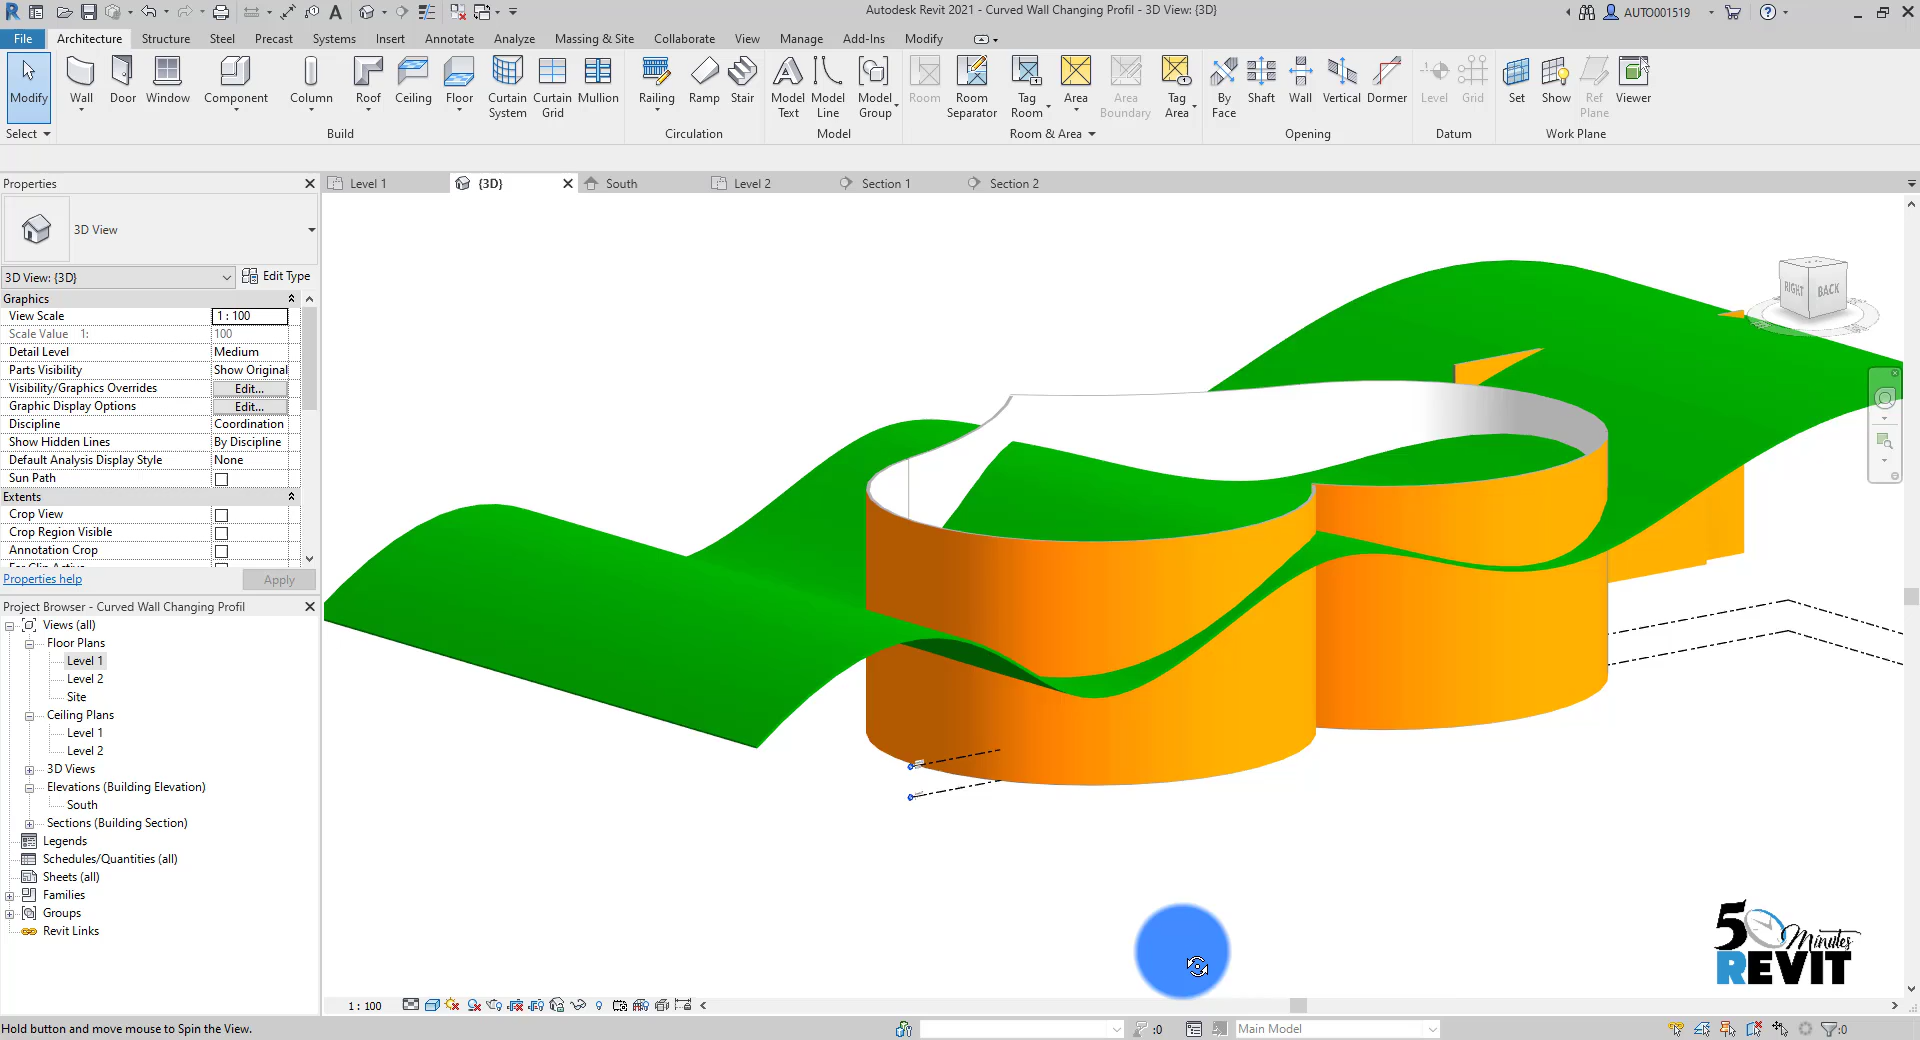 Autodesk Revit 2021 - Curved Wall Changing Profil - 3D View: {3D}
AUTO001519
File Architecture Structure Steel Precast Systems Insert Annotate Analyze Massing & Site Collaborate View Manage Add-Ins Modify
Modify Wall Door Window Component Column Roof Ceiling Floor Curtain System Curtain Grid Mullion Railing Ramp Stair Model Text Model Line Model Group Room Room Separator Tag Room Area Area Boundary Tag Area By Face Shaft Wall Vertical Dormer Level Grid Set Show Ref Plane Viewer
Select Build Circulation Model Room & Area Opening Datum Work Plane
Properties
Level 1 {3D} South Level 2 Section 1 Section 2
3D View
3D View: {3D} Edit Type
Graphics
View Scale 1 : 100
Scale Value 1: 100
Detail Level Medium
Parts Visibility Show Original
Visibility/Graphics Overrides Edit...
Graphic Display Options Edit...
Discipline Coordination
Show Hidden Lines By Discipline
Default Analysis Display Style None
Sun Path
Extents
Crop View
Crop Region Visible
Annotation Crop
Properties help Apply
Project Browser - Curved Wall Changing Profil
Views (all)
Floor Plans
Level 1
Level 2
Site
Ceiling Plans
Level 1
Level 2
3D Views
Elevations (Building Elevation)
South
Sections (Building Section)
Legends
Schedules/Quantities (all)
Sheets (all)
Families
Groups
Revit Links
RIGHT BACK
5 Minutes
REVIT
1 : 100
Hold button and move mouse to Spin the View.
:0 Main Model :0